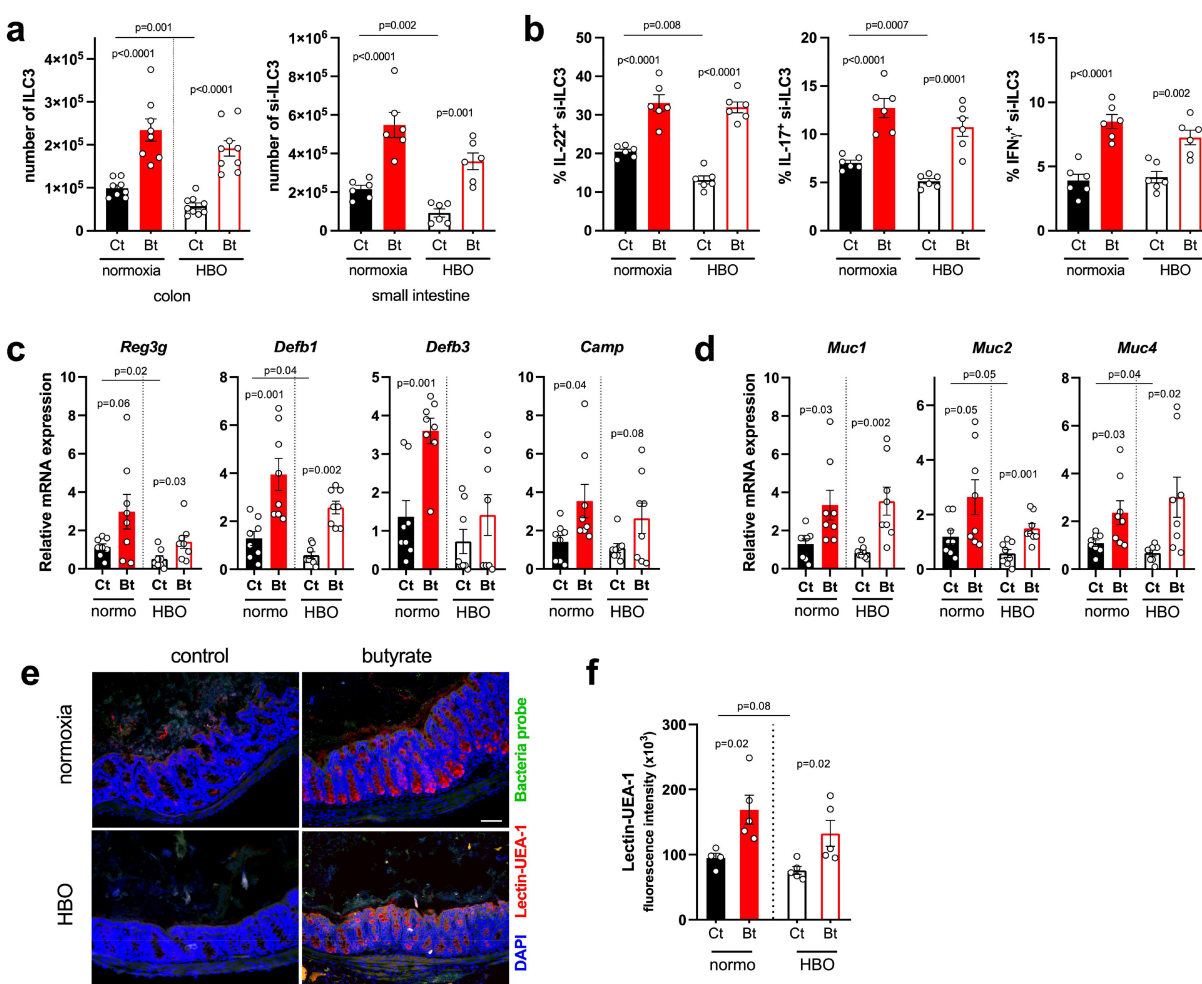 a
p=0.001
p<0.0001
p<0.0001
number of ILC3
4×10⁵
3×10⁵
2×10⁵
1×10⁵
0
Ct Bt Ct Bt
normoxia HBO
colon
p=0.002
p<0.0001
p=0.001
number of si-ILC3
1×10⁶
8×10⁵
6×10⁵
4×10⁵
2×10⁵
0
Ct Bt Ct Bt
normoxia HBO
small intestine
b
p=0.008
p<0.0001
p<0.0001
% IL-22⁺ si-ILC3
50
40
30
20
10
0
Ct Bt Ct Bt
normoxia HBO
p=0.0007
p<0.0001
p=0.0001
% IL-17⁺ si-ILC3
20
15
10
5
0
Ct Bt Ct Bt
normoxia HBO
p<0.0001
p=0.002
% IFNγ⁺ si-ILC3
15
10
5
0
Ct Bt Ct Bt
normoxia HBO
c
Reg3g
p=0.02
p=0.06
p=0.03
Relative mRNA expression
10
8
6
4
2
0
Ct Bt Ct Bt
normo HBO
Defb1
p=0.04
p=0.001
p=0.002
8
6
4
2
0
Ct Bt Ct Bt
normo HBO
Defb3
p=0.001
5
4
3
2
1
0
Ct Bt Ct Bt
normo HBO
Camp
p=0.04
p=0.08
10
8
6
4
2
0
Ct Bt Ct Bt
normo HBO
d
Muc1
p=0.03
p=0.002
Relative mRNA expression
10
8
6
4
2
0
Ct Bt Ct Bt
normo HBO
Muc2
p=0.05
p=0.05
p=0.001
6
4
2
0
Ct Bt Ct Bt
normo HBO
Muc4
p=0.04
p=0.03
p=0.02
8
6
4
2
0
Ct Bt Ct Bt
normo HBO
e
control butyrate
normoxia
HBO
DAPI Lectin-UEA-1 Bacteria probe
f
p=0.08
p=0.02
p=0.02
Lectin-UEA-1
fluorescence intensity (x10³)
300
200
100
0
Ct Bt Ct Bt
normo HBO